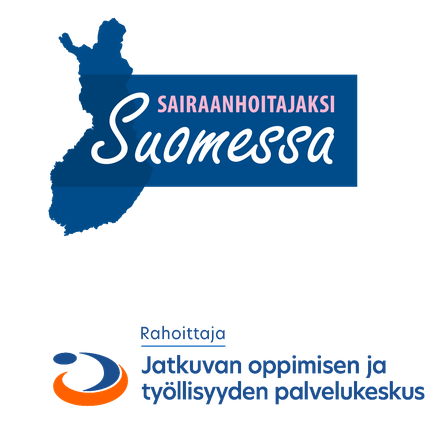 SAIRAANHOITAJAKSI
Suomessa
Rahoittaja
Jatkuvan oppimisen ja
työllisyyden palvelukeskus